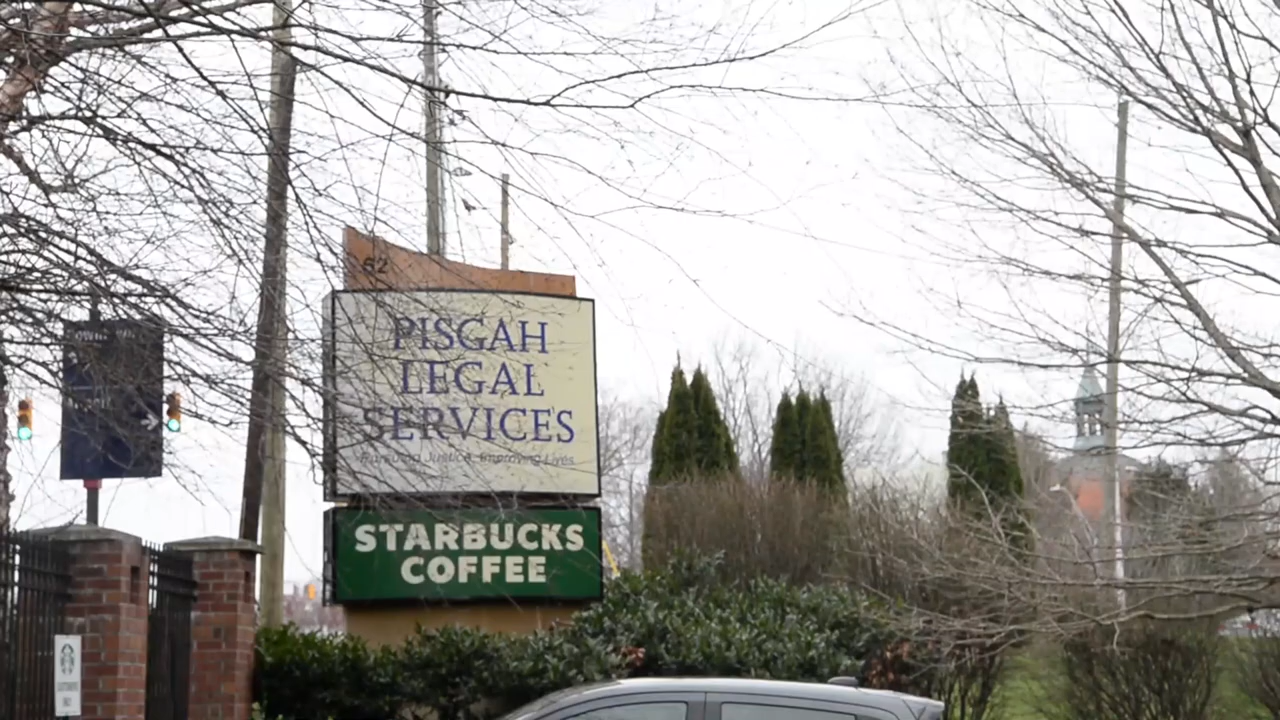 62
PISGAH
LEGAL
SERVICES
Pursuing Justice, Improving Lives
STARBUCKS
COFFEE